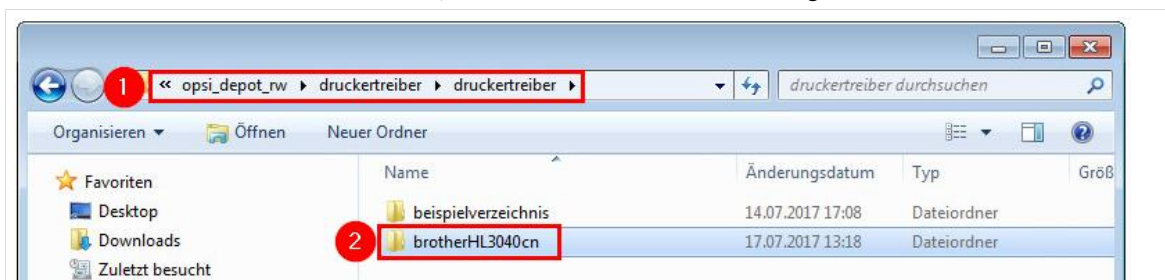 1 « opsi_depot_rw ▸ druckertreiber ▸ druckertreiber ▸ druckertreiber durchsuchen
Organisieren Öffnen Neuer Ordner
Name Änderungsdatum Typ Größ
Favoriten
Desktop beispielverzeichnis 14.07.2017 17:08 Dateiordner
Downloads 2 brotherHL3040cn 17.07.2017 13:18 Dateiordner
Zuletzt besucht